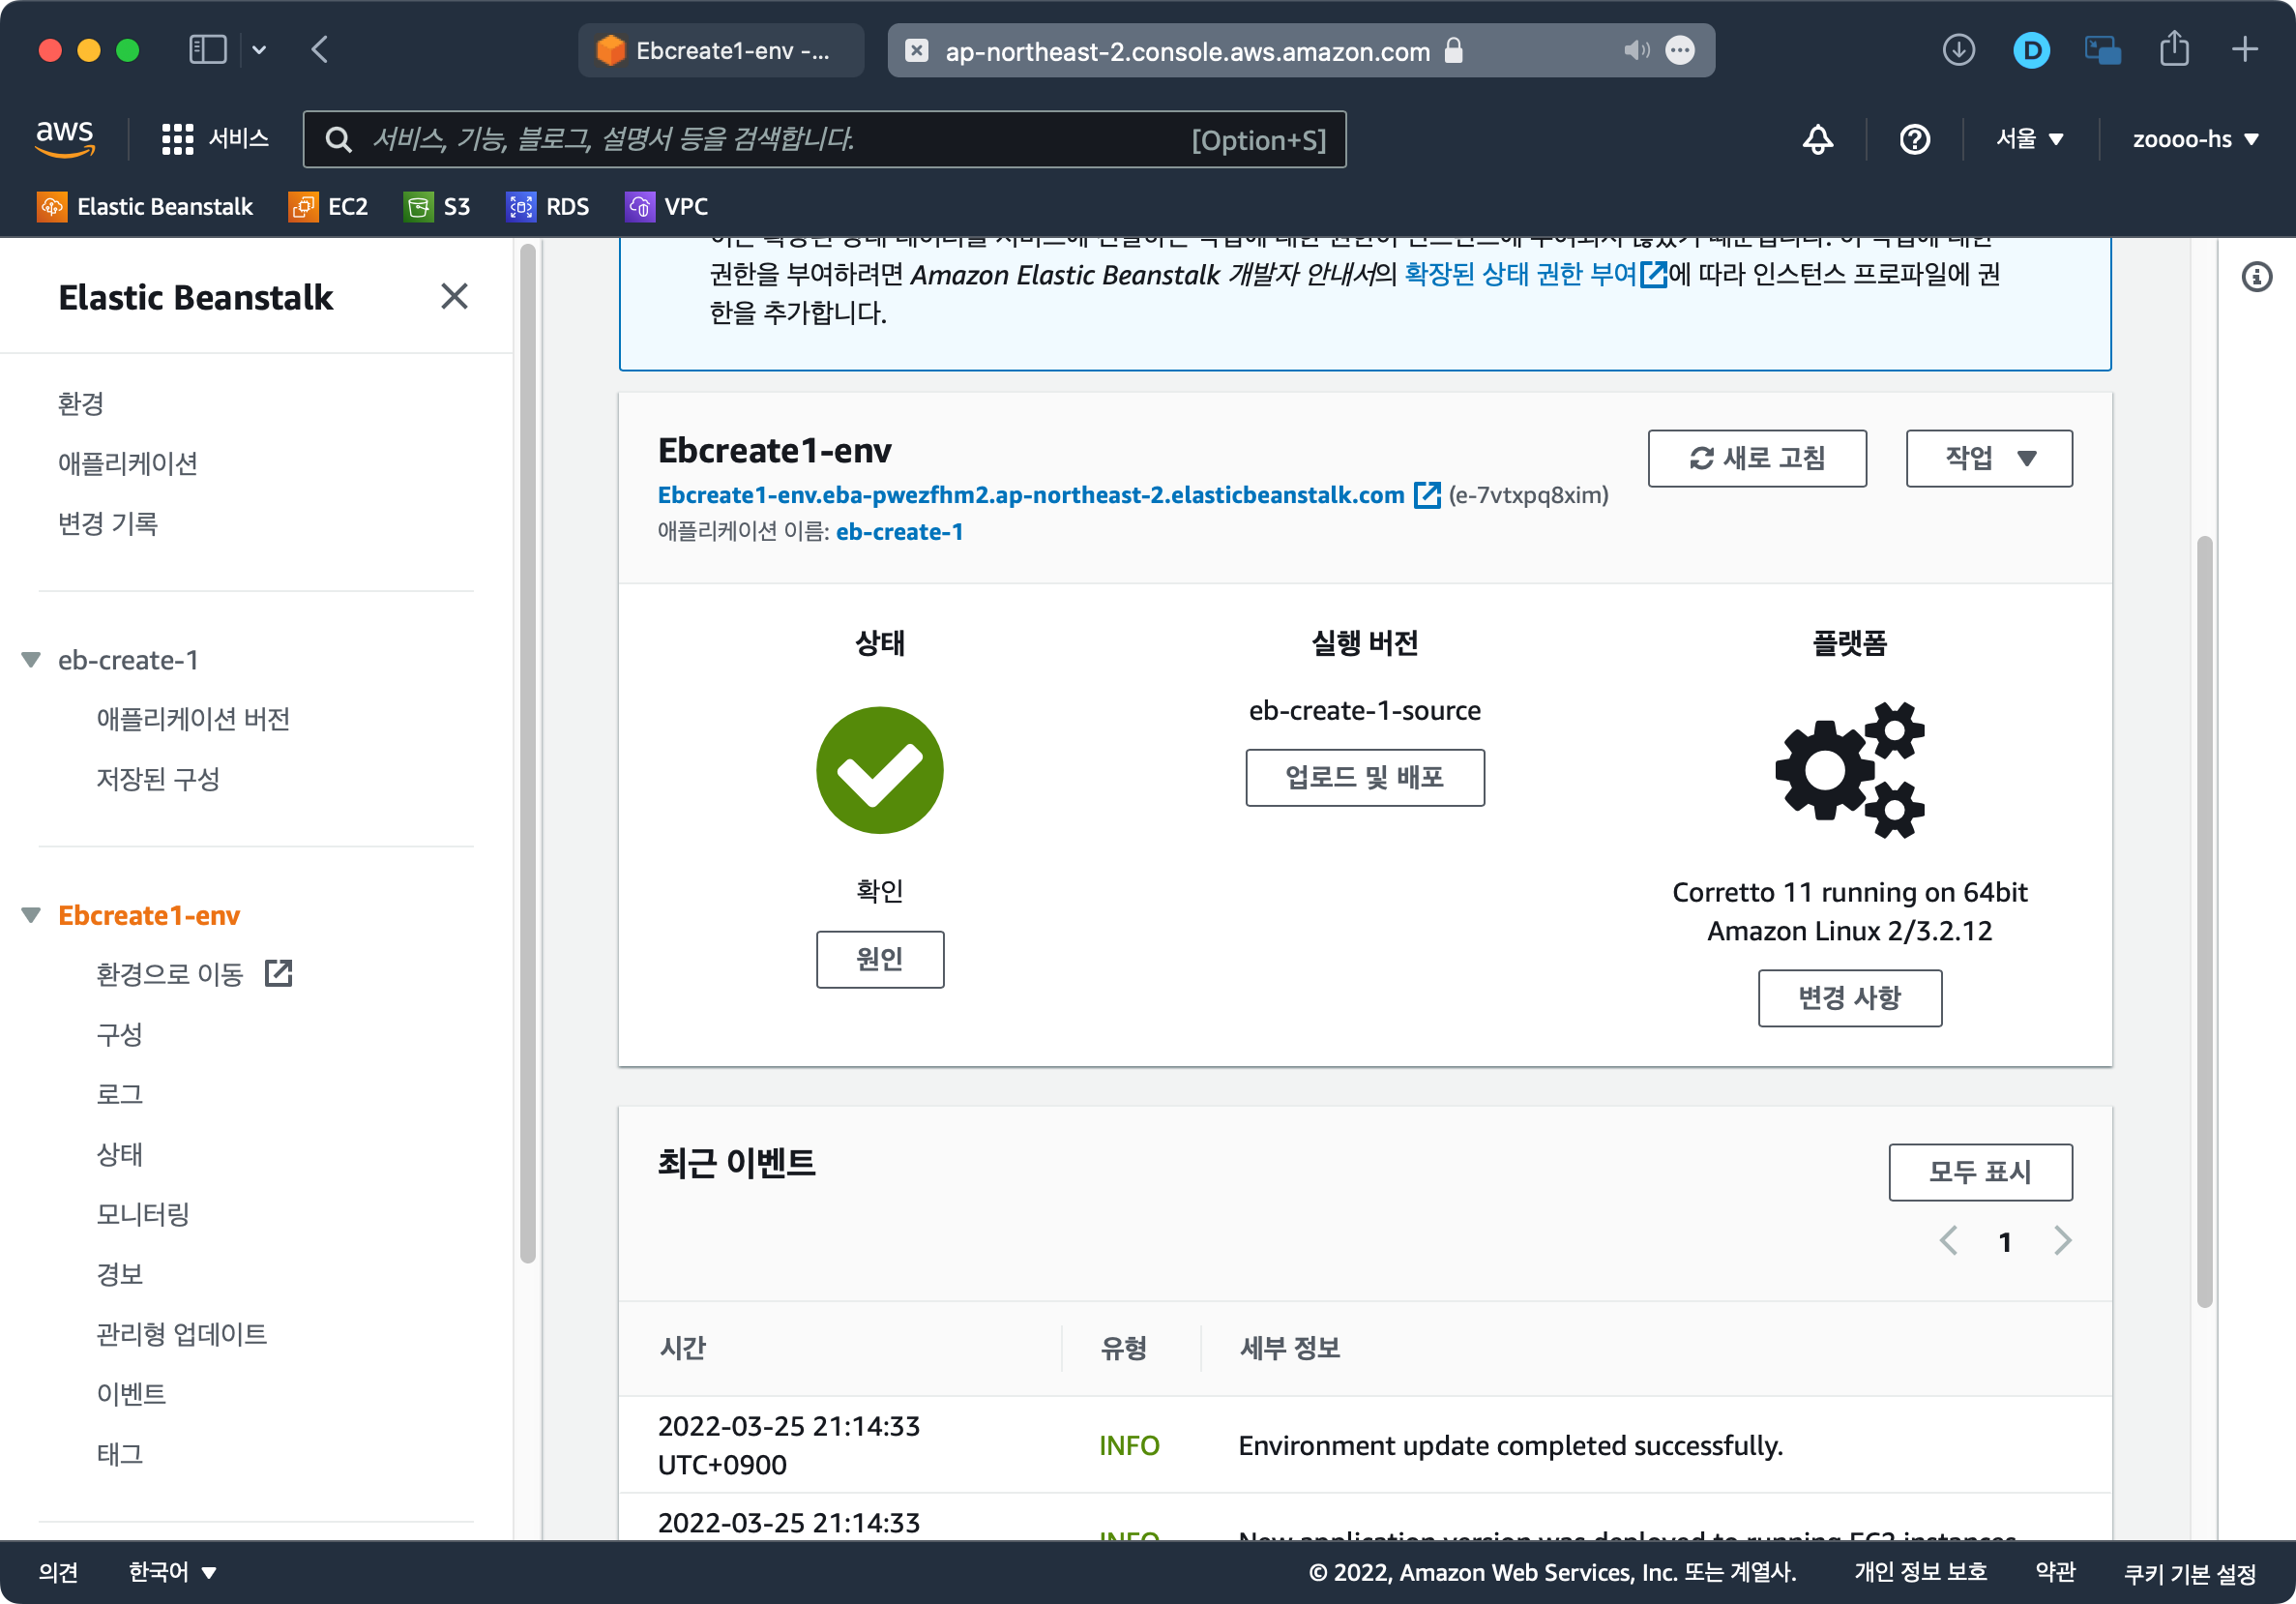 Ebcreate1-env -...
ap-northeast-2.console.aws.amazon.com
D
aws
서비스
서비스, 기능, 블로그, 설명서 등을 검색합니다.
[Option+S]
서울
zoooo-hs
Elastic Beanstalk
EC2
S3
RDS
VPC
Elastic Beanstalk
환경
애플리케이션
변경 기록
eb-create-1
애플리케이션 버전
저장된 구성
Ebcreate1-env
환경으로 이동
구성
로그
상태
모니터링
경보
관리형 업데이트
이벤트
태그
권한을 부여하려면 Amazon Elastic Beanstalk 개발자 안내서의 확장된 상태 권한 부여에 따라 인스턴스 프로파일에 권
한을 추가합니다.
Ebcreate1-env
새로 고침
작업
Ebcreate1-env.eba-pwezfhm2.ap-northeast-2.elasticbeanstalk.com (e-7vtxpq8xim)
애플리케이션 이름: eb-create-1
상태
확인
원인
실행 버전
eb-create-1-source
업로드 및 배포
플랫폼
Corretto 11 running on 64bit
Amazon Linux 2/3.2.12
변경 사항
최근 이벤트
모두 표시
1
시간
유형
세부 정보
2022-03-25 21:14:33
UTC+0900
INFO
Environment update completed successfully.
2022-03-25 21:14:33
INFO
New application version was deployed to running EC2 instances.
의견
한국어
© 2022, Amazon Web Services, Inc. 또는 계열사.
개인 정보 보호
약관
쿠키 기본 설정